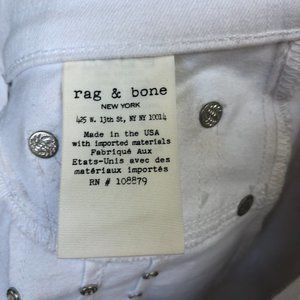 rag & bone
NEW YORK
425 W. 13th St, NY NY 10014
Made in the USA
with imported materials
Fabriqué Aux
Etats-Unis avec des
matériaux importés
RN # 108879